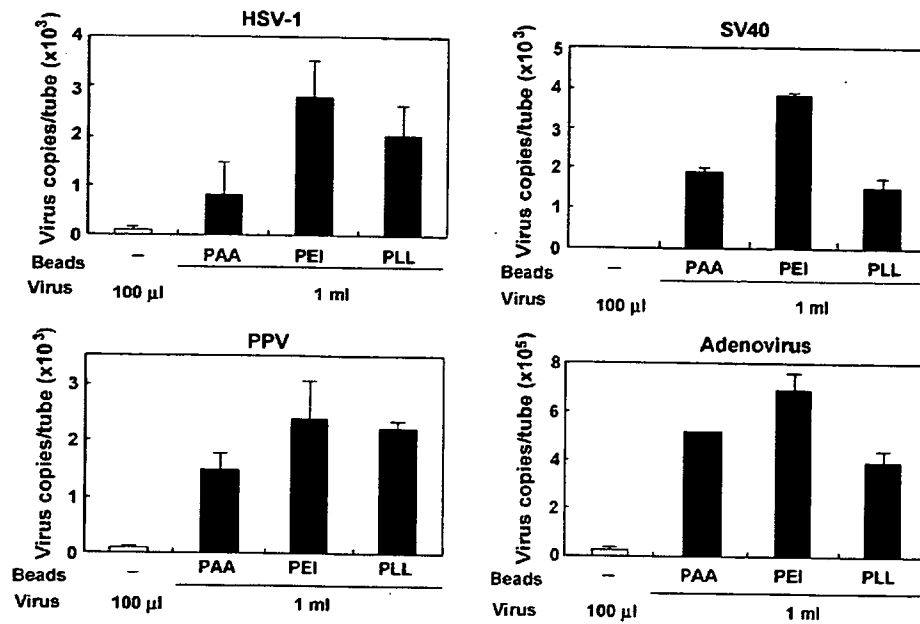 HSV-1
Virus copies/tube (x10³)
4
3
2
1
0
Beads – PAA PEI PLL
Virus 100 µl 1 ml
SV40
Virus copies/tube (x10³)
5
4
3
2
1
0
Beads – PAA PEI PLL
Virus 100 µl 1 ml
PPV
Virus copies/tube (x10³)
3
2
1
0
Beads – PAA PEI PLL
Virus 100 µl 1 ml
Adenovirus
Virus copies/tube (x10⁵)
8
6
4
2
0
Beads – PAA PEI PLL
Virus 100 µl 1 ml